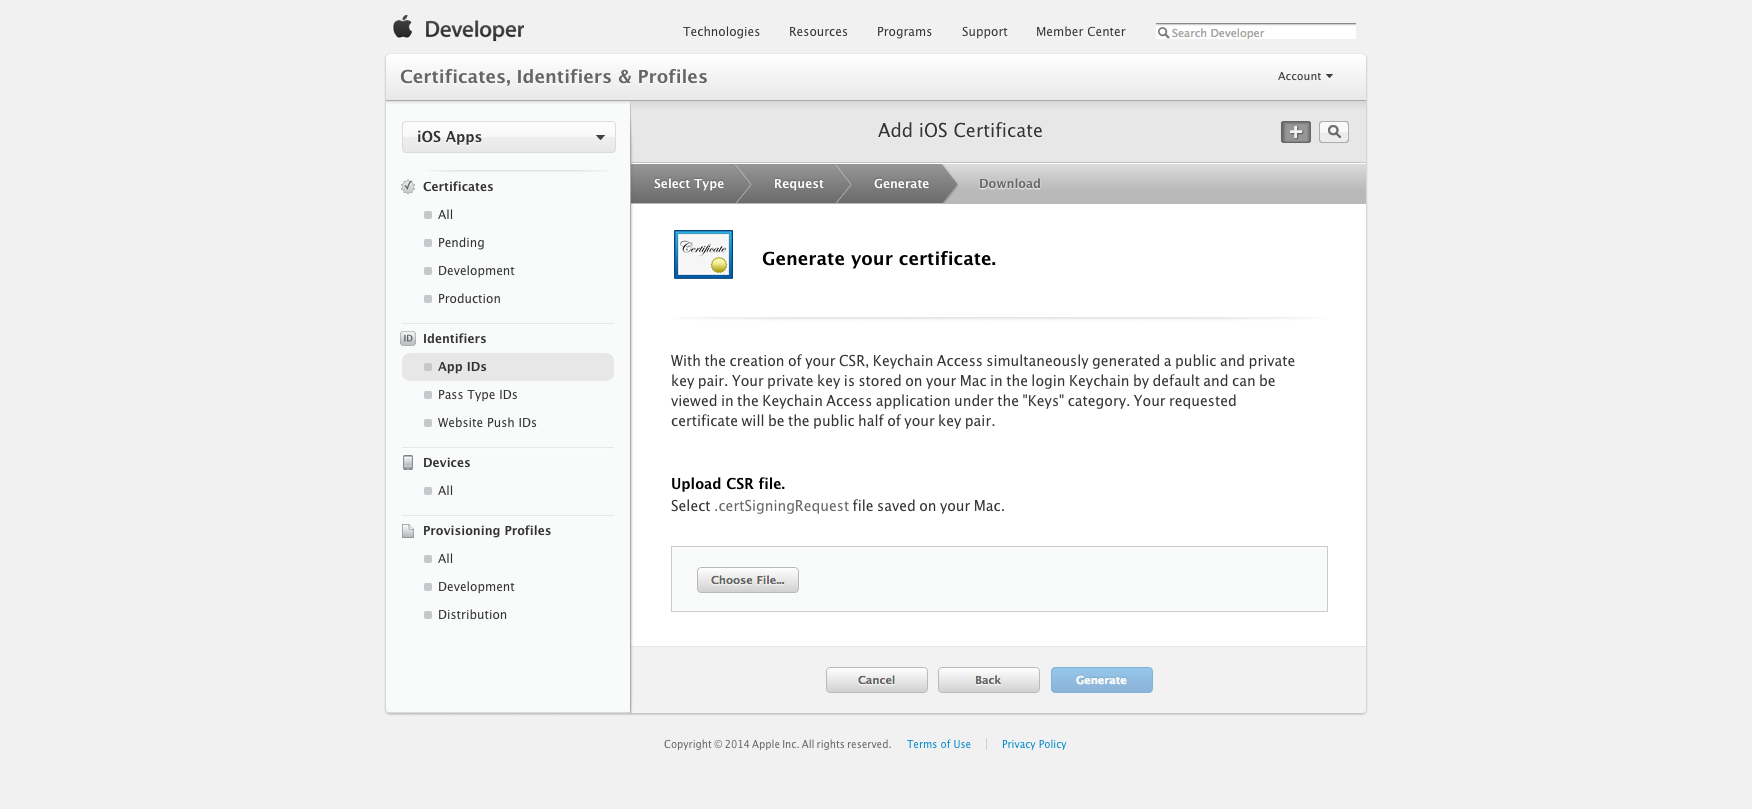 Developer
Technologies Resources Programs Support Member Center Search Developer
Certificates, Identifiers & Profiles
Account
iOS Apps
Certificates
All
Pending
Development
Production
ID Identifiers
App IDs
Pass Type IDs
Website Push IDs
Devices
All
Provisioning Profiles
All
Development
Distribution
Add iOS Certificate
Select Type Request Generate Download
Certificate
Generate your certificate.
With the creation of your CSR, Keychain Access simultaneously generated a public and private
key pair. Your private key is stored on your Mac in the login Keychain by default and can be
viewed in the Keychain Access application under the "Keys" category. Your requested
certificate will be the public half of your key pair.
Upload CSR file.
Select .certSigningRequest file saved on your Mac.
Choose File...
Cancel Back Generate
Copyright © 2014 Apple Inc. All rights reserved. Terms of Use Privacy Policy